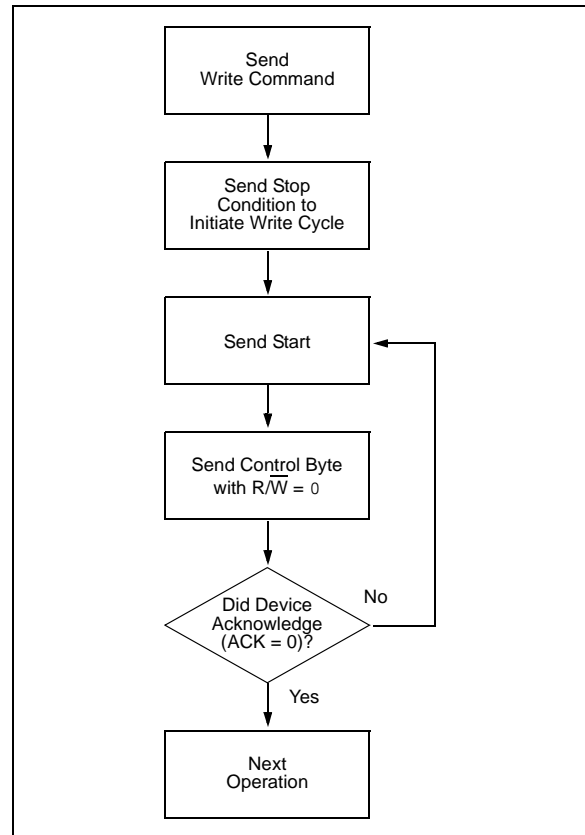 Send
Write Command
Send Stop
Condition to
Initiate Write Cycle
Send Start
Send Control Byte
with R/W̅ = 0
Did Device
Acknowledge
(ACK = 0)?
No
Yes
Next
Operation